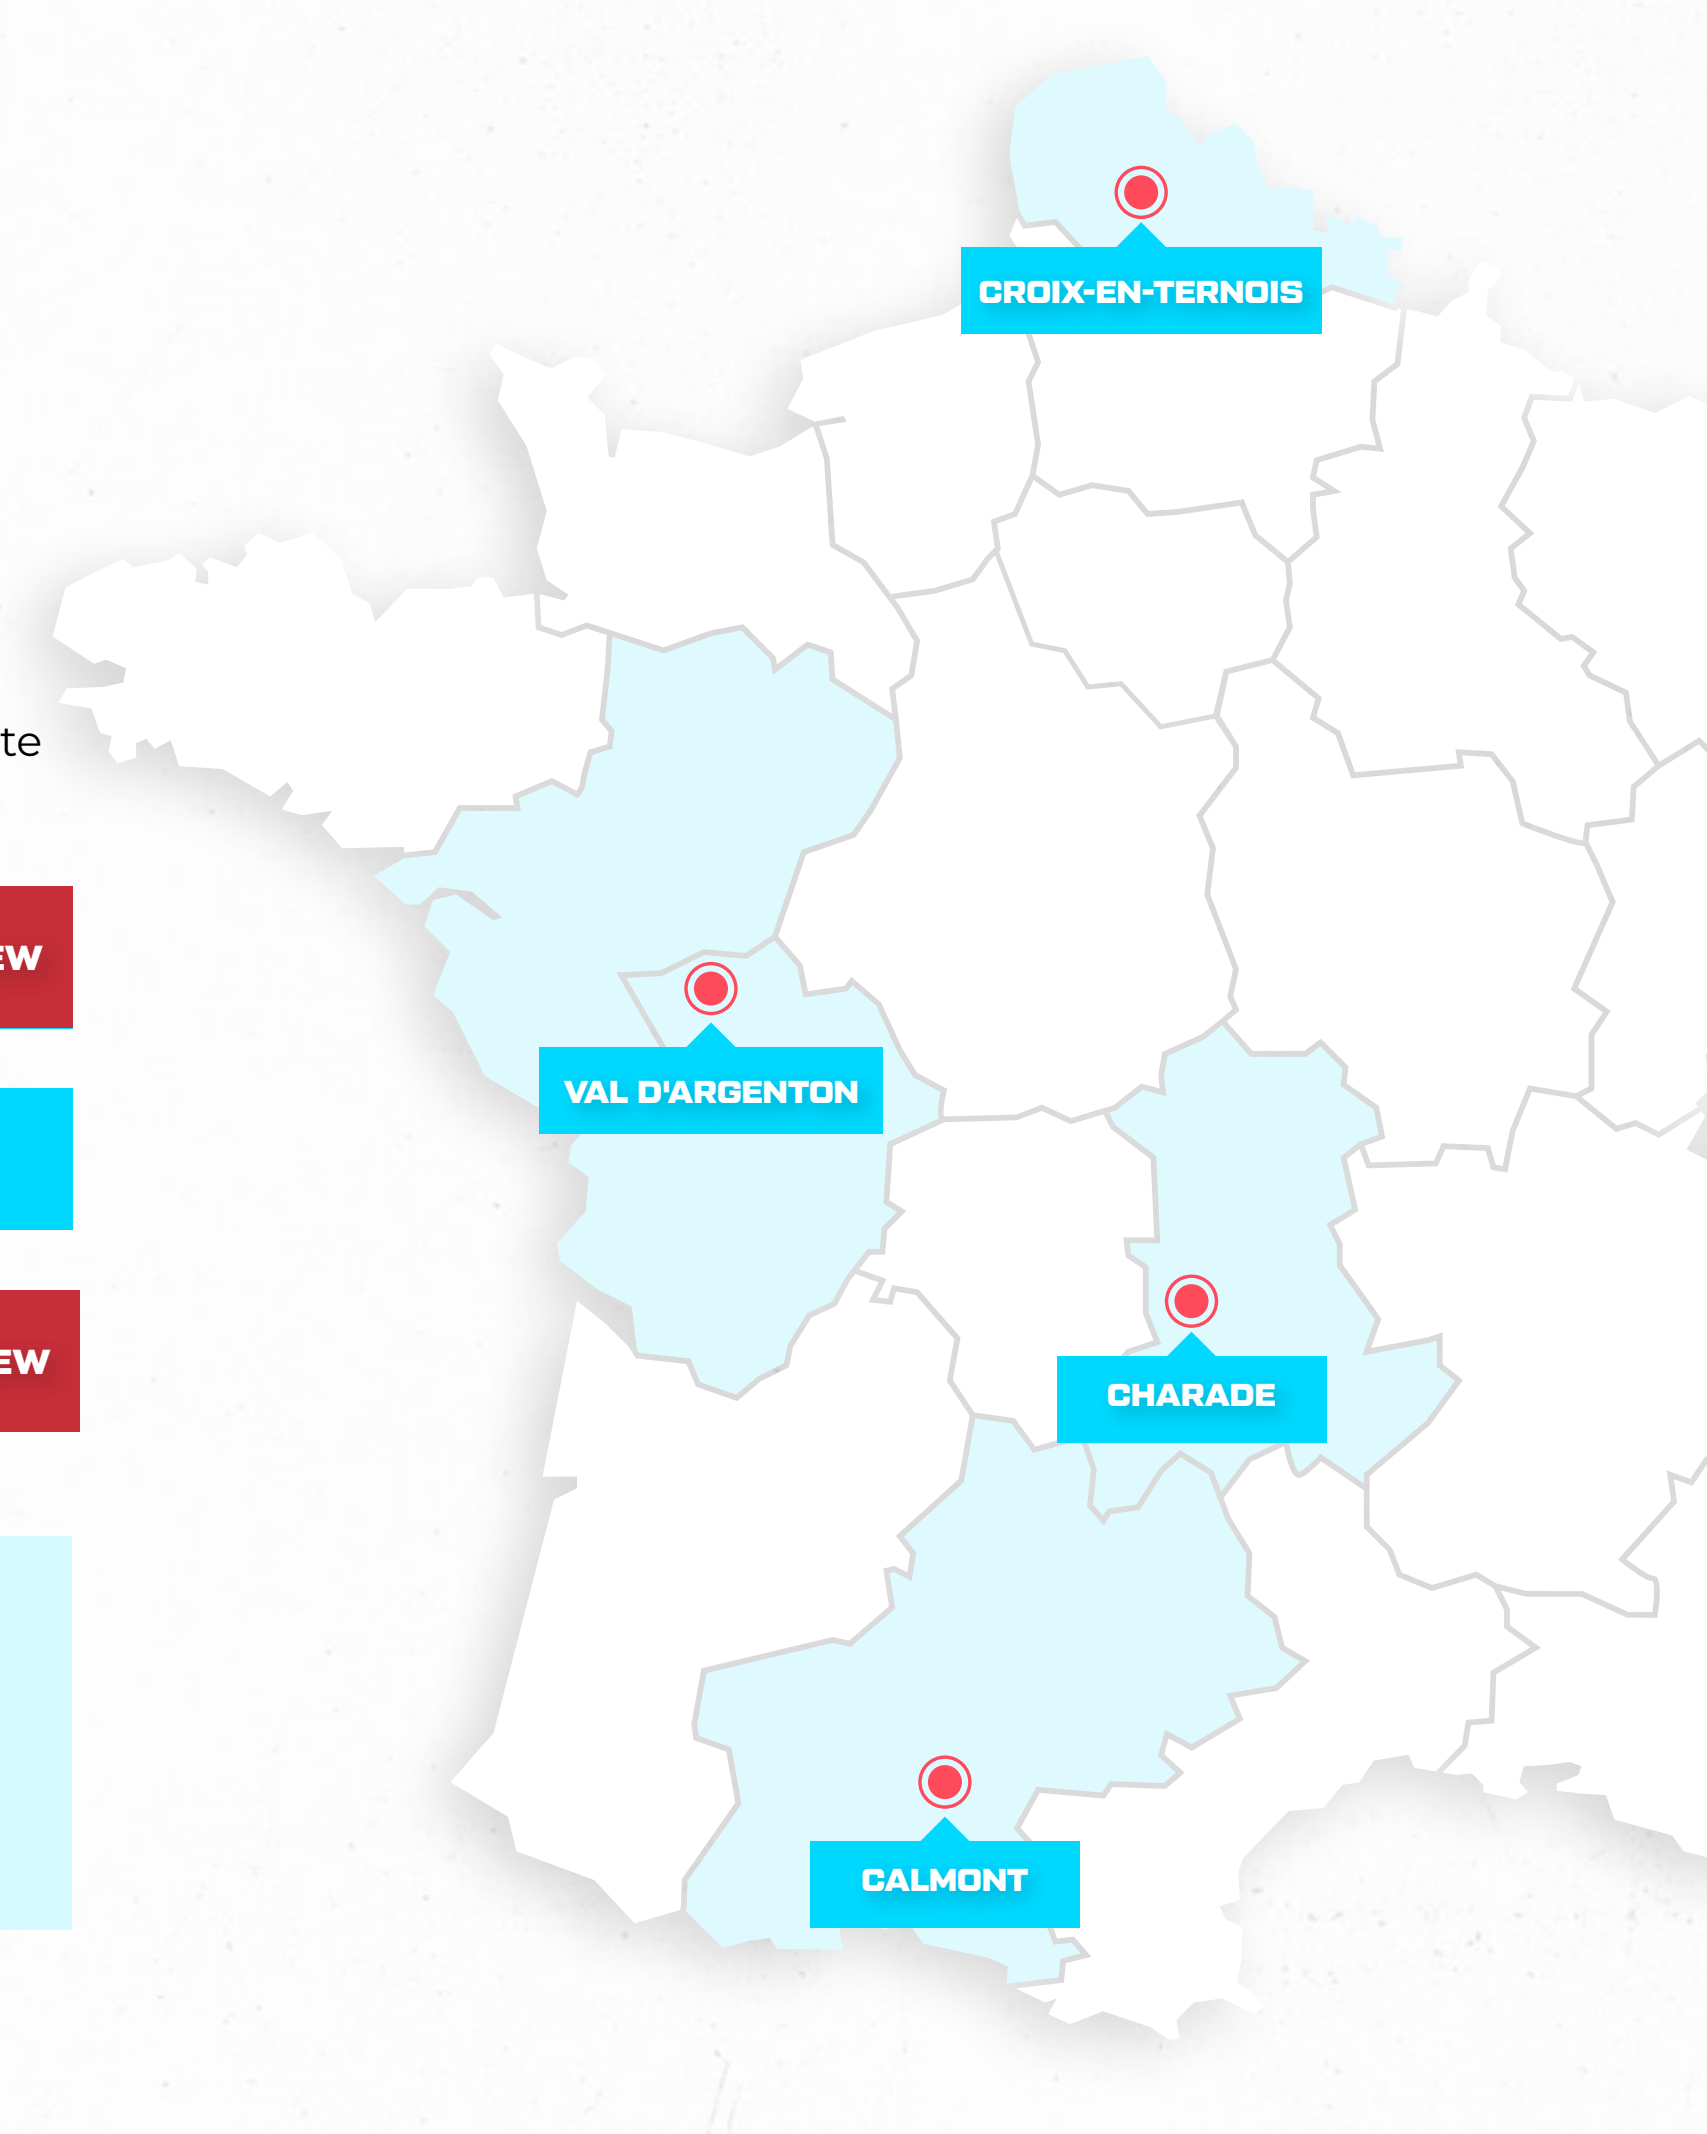 CROIX-EN-TERNOIS
te
EW
VAL D'ARGENTON
EW
CHARADE
CALMONT